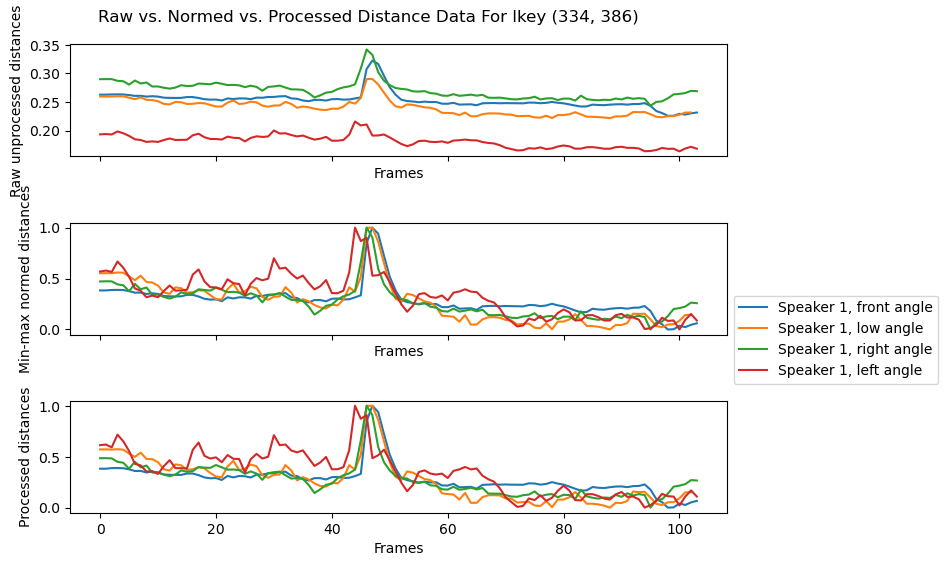 Raw vs. Normed vs. Processed Distance Data For Ikey (334, 386)
Raw unprocessed distances
0.35
0.30
0.25
0.20
Frames
Min-max normed distances
1.0
0.5
0.0
Frames
Speaker 1, front angle
Speaker 1, low angle
Speaker 1, right angle
Speaker 1, left angle
Processed distances
1.0
0.5
0.0
0 20 40 60 80 100
Frames